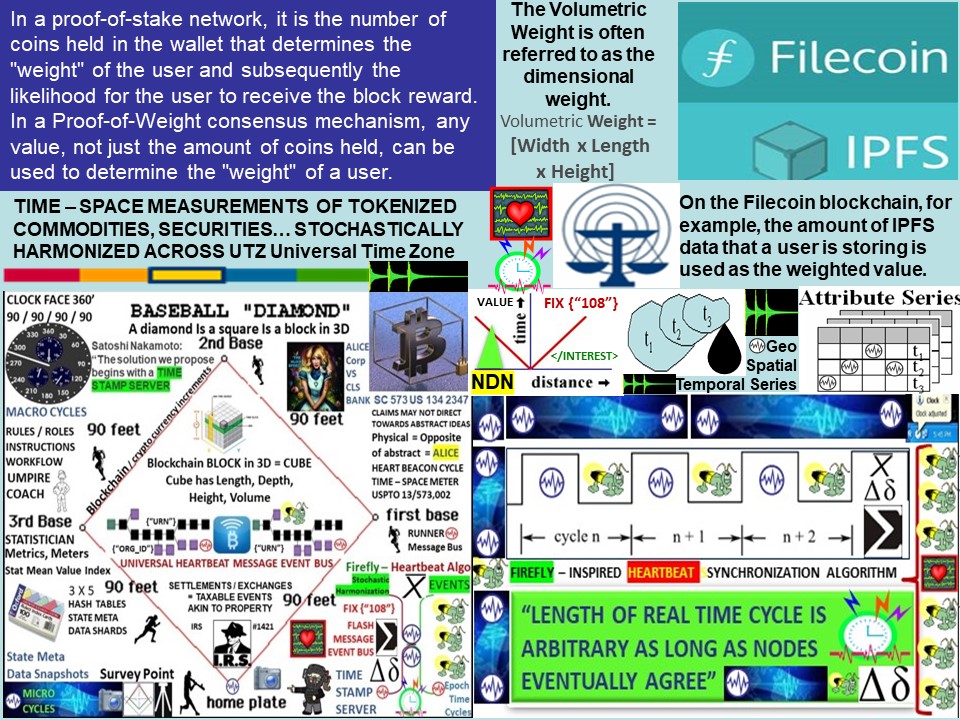 In a proof-of-stake network, it is the number of
coins held in the wallet that determines the
"weight" of the user and subsequently the
likelihood for the user to receive the block reward.
In a Proof-of-Weight consensus mechanism, any
value, not just the amount of coins held, can be
used to determine the "weight" of a user.
The Volumetric
Weight is often
referred to as the
dimensional
weight.
Volumetric Weight =
[Width x Length
x Height]
Filecoin
IPFS
TIME – SPACE MEASUREMENTS OF TOKENIZED
COMMODITIES, SECURITIES… STOCHASTICALLY
HARMONIZED ACROSS UTZ Universal Time Zone
On the Filecoin blockchain, for
example, the amount of IPFS
data that a user is storing is
used as the weighted value.
CLOCK FACE 360'
90 / 90 / 90 / 90
BASEBALL "DIAMOND"
A diamond Is a square Is a block in 3D
2nd Base
Satoshi Nakamoto:
"The solution we propose
begins with a TIME
STAMP SERVER
MACRO CYCLES
ALICE
Corp
VS
CLS
BANK
SC 573 US 134 2347
CLAIMS MAY NOT DIRECT
TOWARDS ABSTRACT IDEAS
Physical = Opposite
of abstract = ALICE
HEART BEACON CYCLE
TIME – SPACE METER
USPTO 13/573,002
RULES / ROLES
INSTRUCTIONS
WORKFLOW
UMPIRE
COACH
90 feet
90 feet
Blockchain / crypto currency increments
Blockchain BLOCK in 3D = CUBE
Cube has Length, Depth,
Height, Volume
3rd Base
STATISTICIAN
Metrics, Meters
first base
RUNNER
Message Bus
{"URN"}
{"ORG_ID"}
{"URN"}
UNIVERSAL HEARTBEAT MESSAGE EVENT BUS
Stat Mean Value Index
Firefly – Heartbeat Algo
Stochastic
Harmonization
EVENTS
3 X 5
HASH TABLES
STATE META
DATA SHARDS
90 feet
SETTLEMENTS / EXCHANGES
= TAXABLE EVENTS
AKIN TO PROPERTY
90 feet
IRS
#1421
I.R.S.
FIX {"108"}
FLASH
MESSAGE
EVENT BUS
X
Σ
Δδ
State Meta
Data Snapshots
Survey Point
MICRO
CYCLES
home plate
TIME
STAMP
SERVER
Epoch
Time
Cycles
VALUE
FIX {"108"}
time
</INTEREST>
NDN
distance
t1
t2
t3
Geo
Spatial
Temporal Series
Attribute Series
t1
t2
t3
Clock
Clock adjusted
cycle n
n + 1
n + 2
X
Δδ
Σ
FIREFLY – INSPIRED HEARTBEAT SYNCHRONIZATION ALGORITHM
"LENGTH OF REAL TIME CYCLE IS
ARBITRARY AS LONG AS NODES
EVENTUALLY AGREE"
Δδ